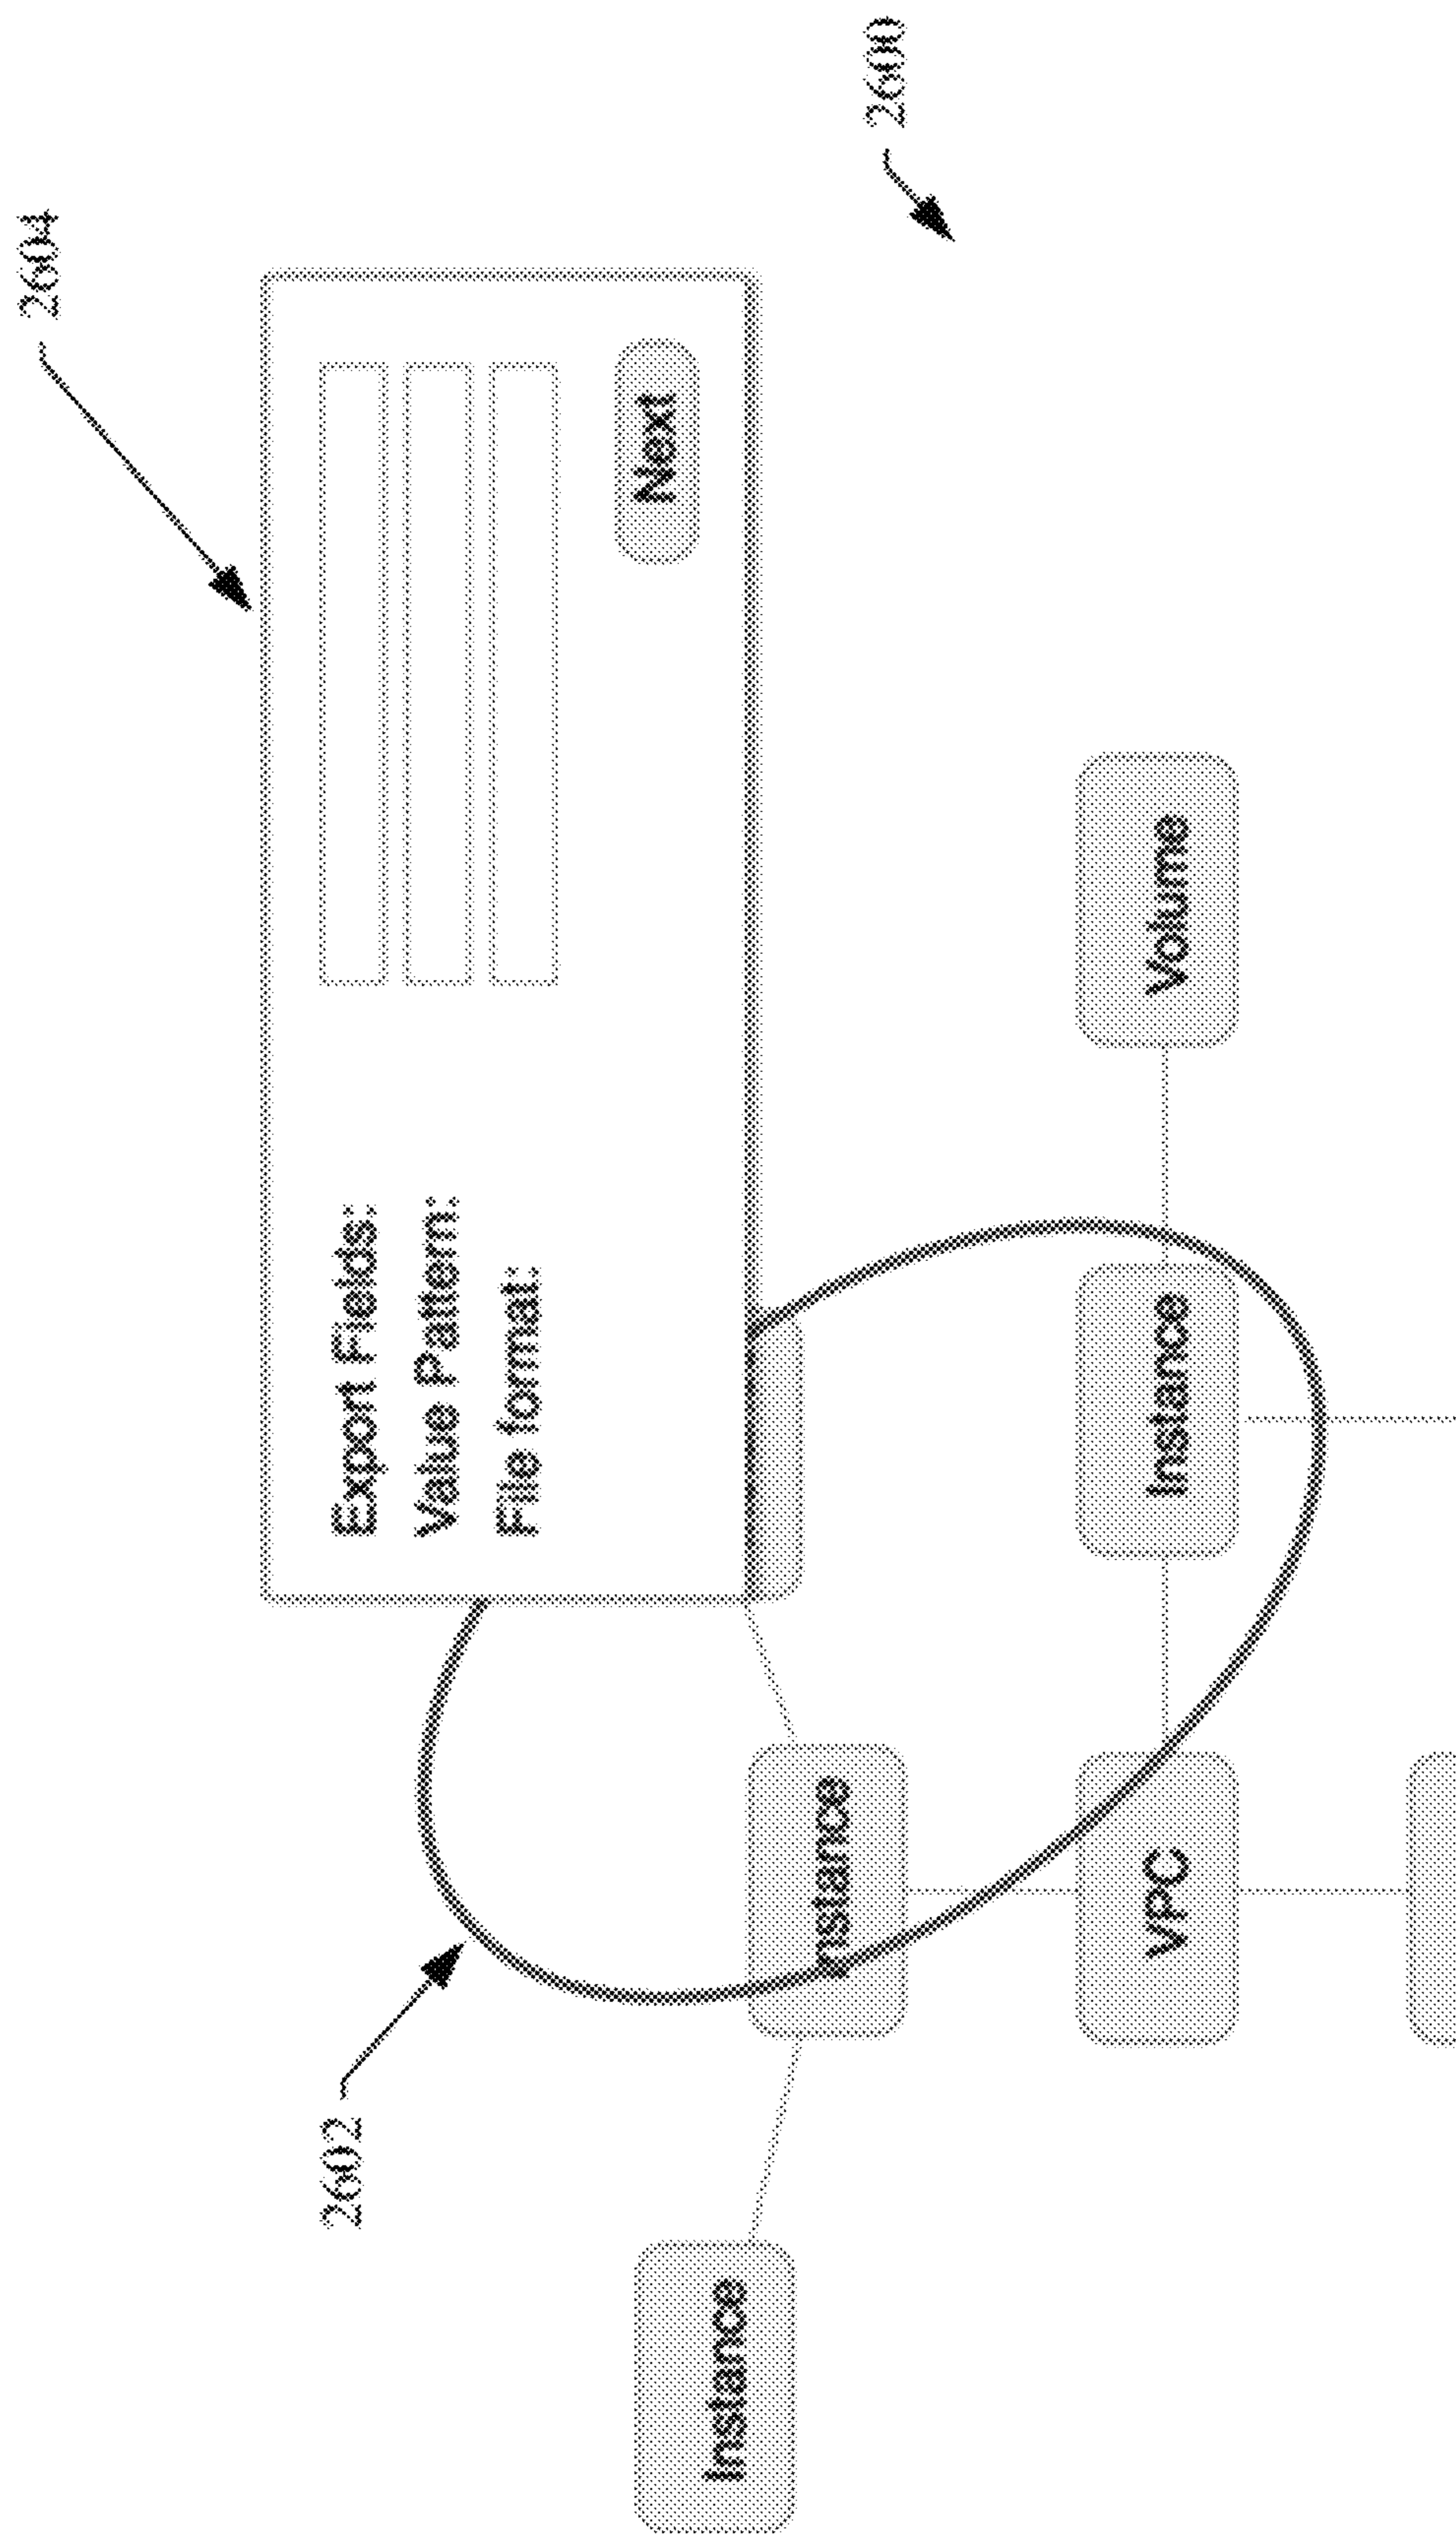 2604
2602
Export Fields:
Value Pattern:
File format:
Next
Instance
Instance
2600
VPC Instance Volume